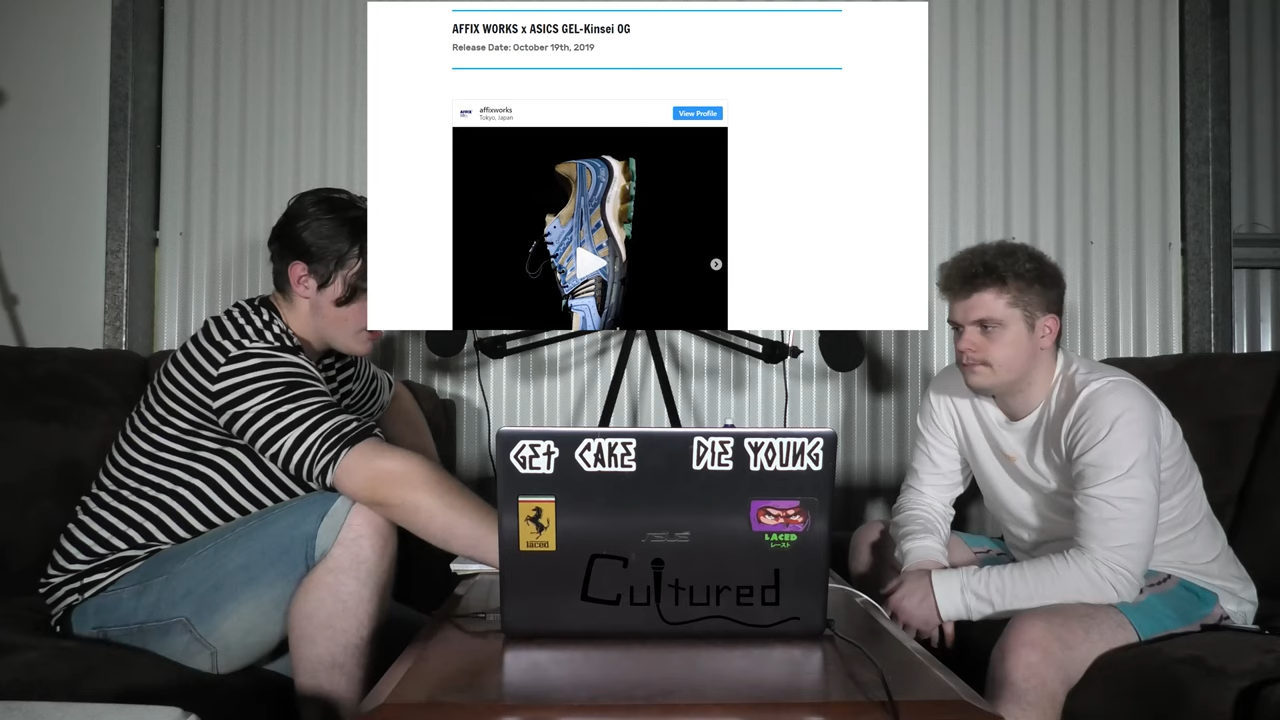 AFFIX WORKS x ASICS GEL-Kinsei OG
Release Date: October 19th, 2019
affixworks
Tokyo, Japan
View Profile
GET CAKE
DIE YOUNG
laced
LACED
レースト
ASUS
Cultured